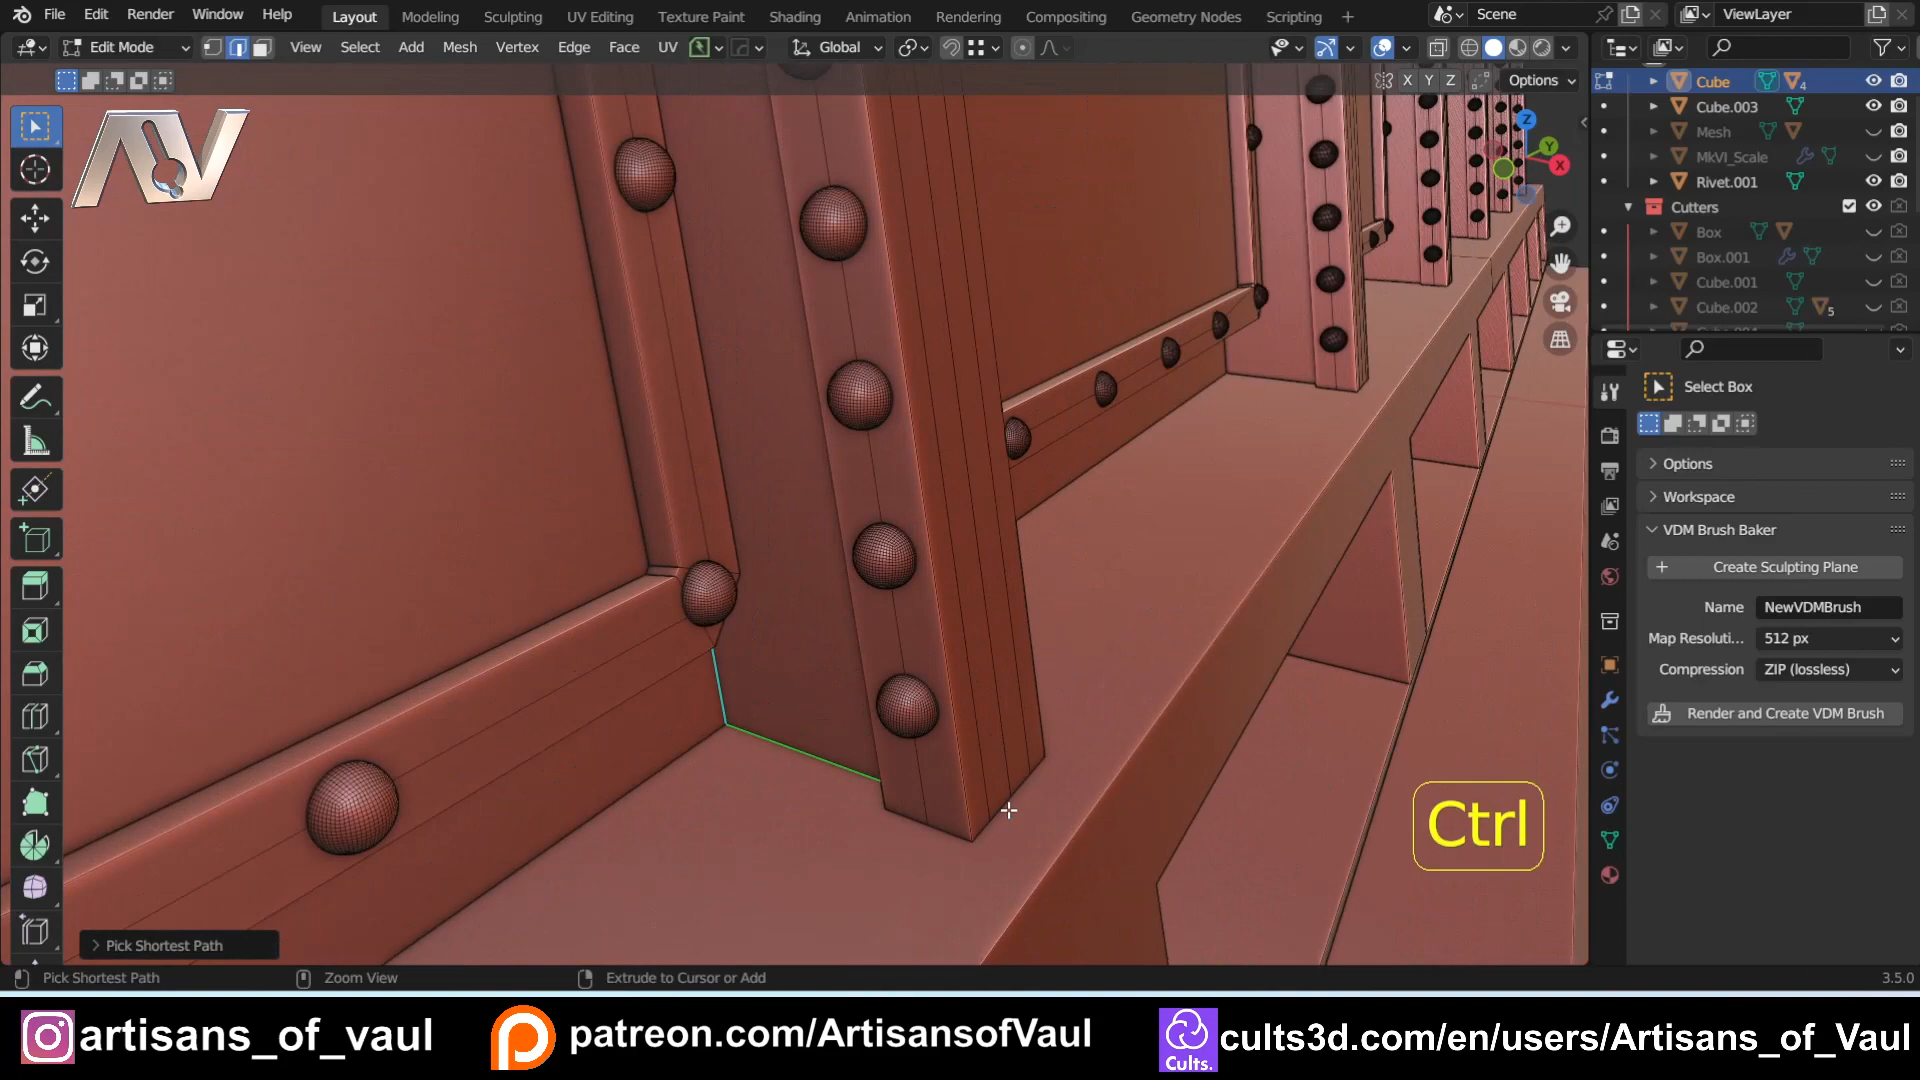 File Edit Render Window Help Layout Modeling Sculpting UV Editing Texture Paint Shading Animation Rendering Compositing Geometry Nodes Scripting + Scene ViewLayer
Edit Mode View Select Add Mesh Vertex Edge Face UV Global
X Y Z Options
Cube 4
Cube.003
Mesh
MkVI_Scale
Rivet.001
Cutters
Box
Box.001
Cube.001
Cube.002 5
Z
Y
X
AV
Select Box
Options
Workspace
VDM Brush Baker
+ Create Sculpting Plane
Name NewVDMBrush
Map Resoluti... 512 px
Compression ZIP (lossless)
Render and Create VDM Brush
Ctrl
> Pick Shortest Path
Pick Shortest Path Zoom View Extrude to Cursor or Add 3.5.0
artisans_of_vaul patreon.com/ArtisansofVaul cults3d.com/en/users/Artisans_of_Vaul
Cults.